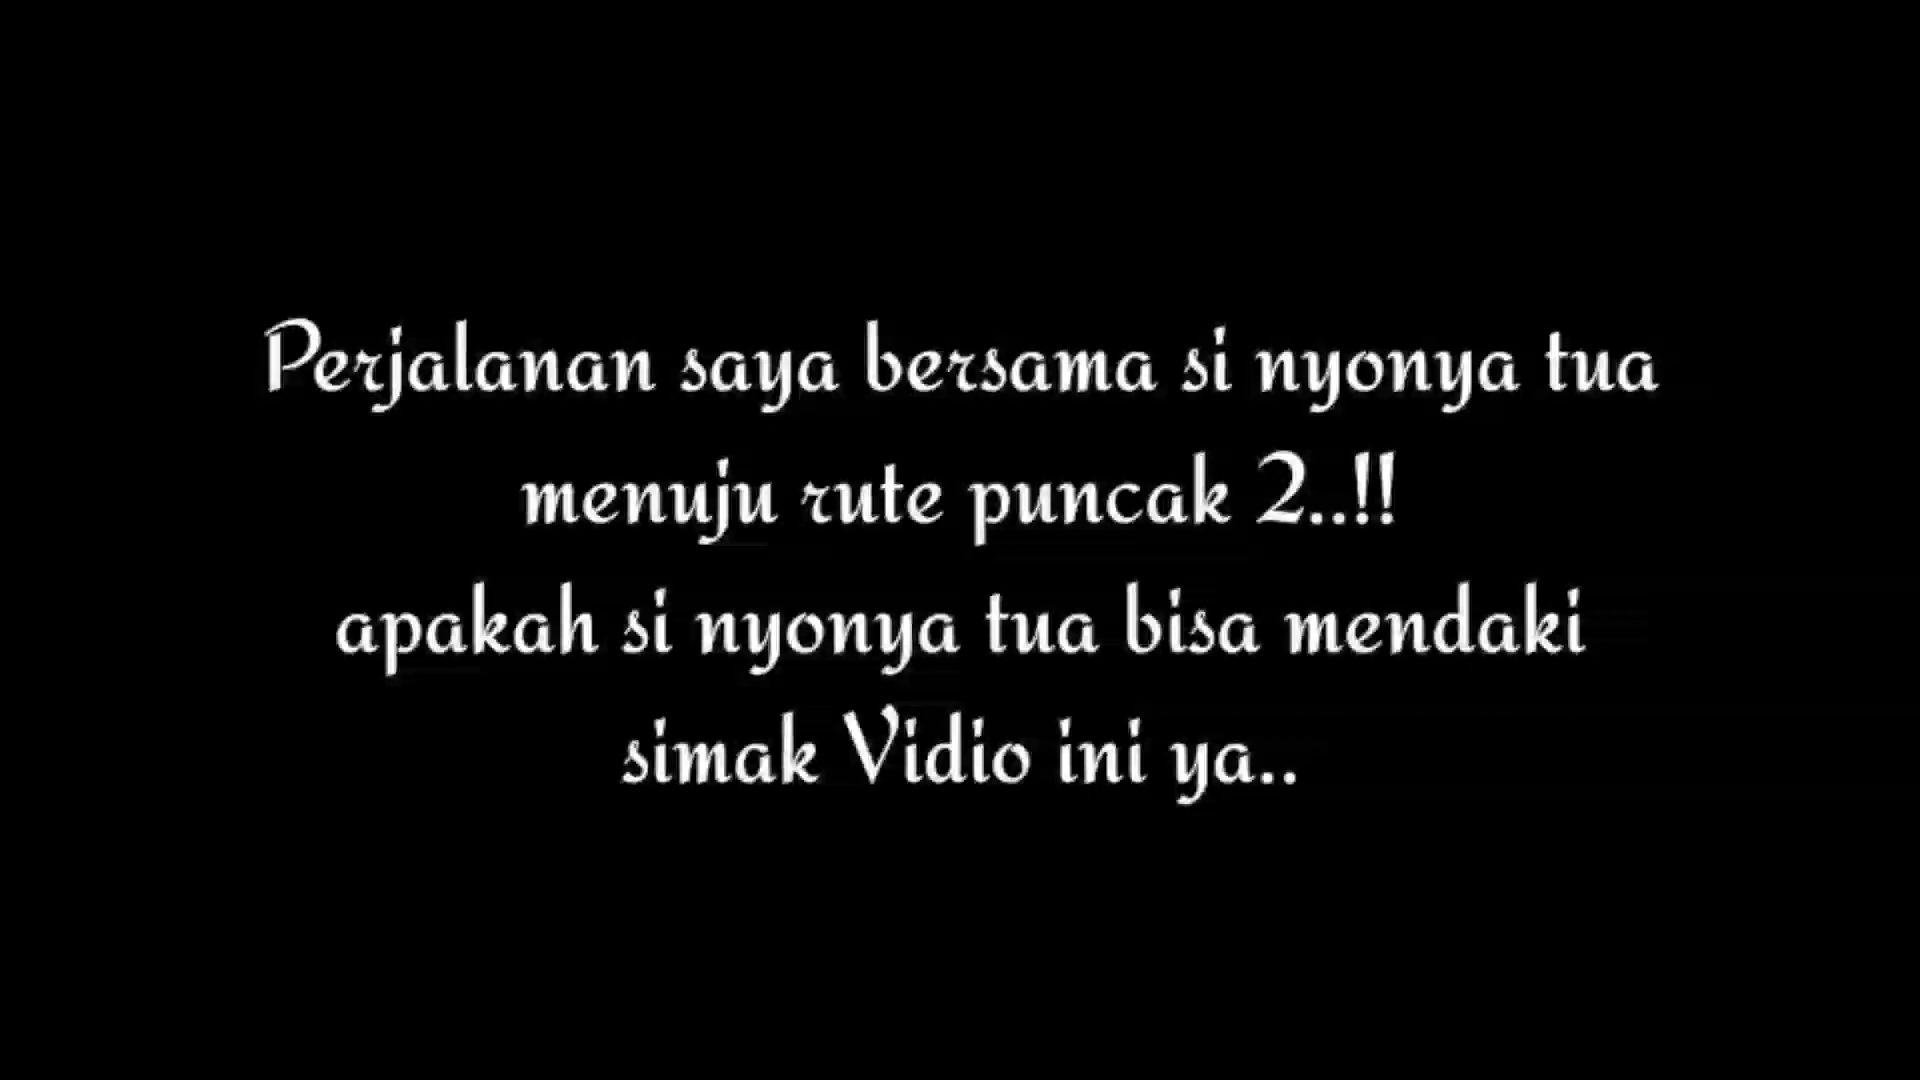 Perjalanan saya bersama si nyonya tua
menuju rute puncak 2..!!
apakah si nyonya tua bisa mendaki
simak Vidio ini ya..